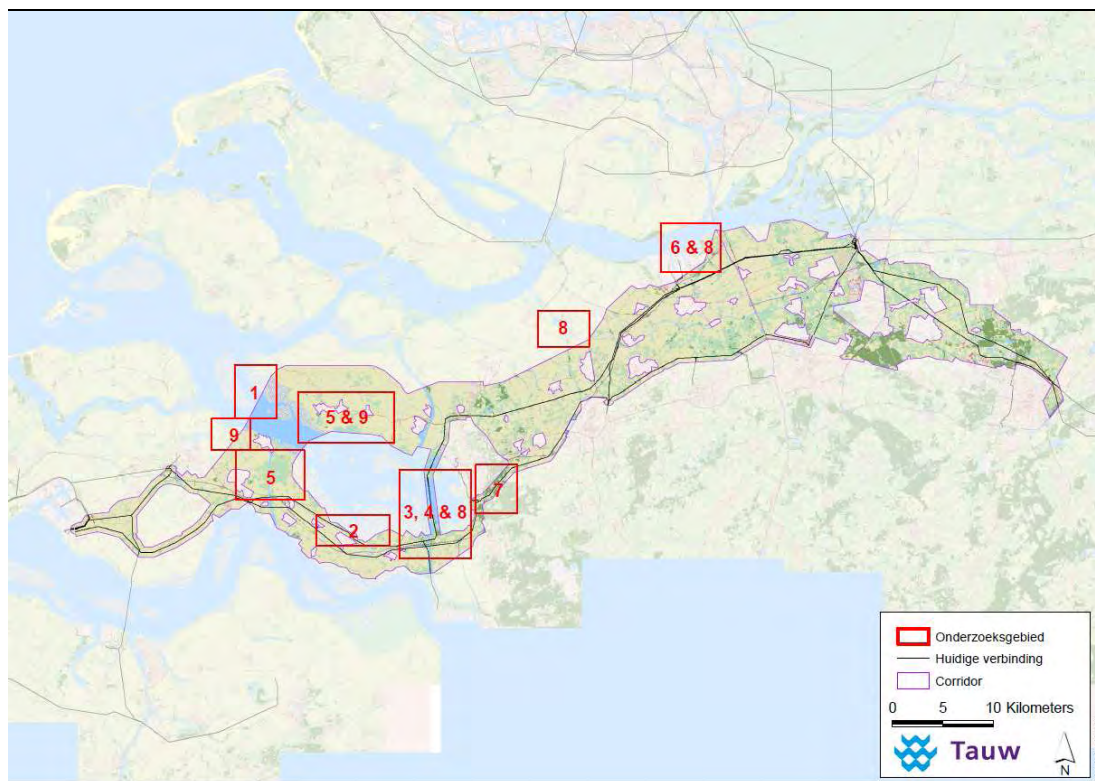 6 & 8
8
1
5 & 9
9
5
3, 4 & 8
7
2
Onderzoeksgebied
Huidige verbinding
Corridor
0 5 10 Kilometers
Tauw
N